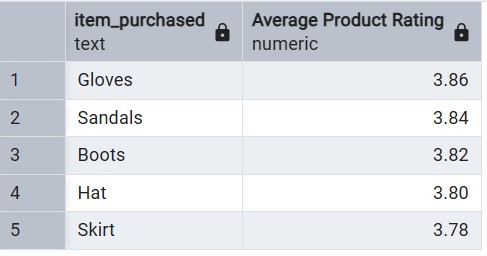 item_purchased Average Product Rating
text numeric
1 Gloves 3.86
2 Sandals 3.84
3 Boots 3.82
4 Hat 3.80
5 Skirt 3.78